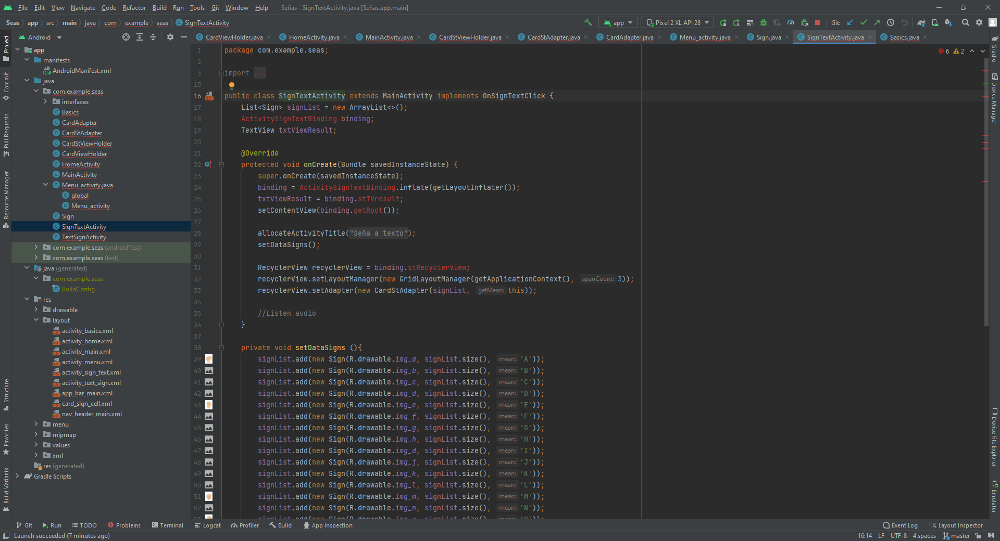 File Edit View Navigate Code Refactor Build Run Tools Git Window Help Señas - SignTextActivity.java [Señas.app.main]
Seas app src main java com example seas SignTextActivity app Pixel 2 XL API 28 Git:
Android CardViewHolder.java HomeActivity.java MainActivity.java CardStViewHolder.java CardStAdapter.java CardAdapter.java Menu_activity.java Sign.java SignTextActivity.java Basics.java
Project
Commit
Pull Requests
Resource Manager
Structure
Favorites
Build Variants
app
manifests
AndroidManifest.xml
java
com.example.seas
interfaces
Basics
CardAdapter
CardStAdapter
CardStViewHolder
CardViewHolder
HomeActivity
MainActivity
Menu_activity.java
global
Menu_activity
Sign
SignTextActivity
TextSignActivity
com.example.seas (androidTest)
com.example.seas (test)
java (generated)
com.example.seas
BuildConfig
res
drawable
layout
activity_basics.xml
activity_home.xml
activity_main.xml
activity_menu.xml
activity_sign_text.xml
activity_text_sign.xml
app_bar_main.xml
card_sign_cell.xml
nav_header_main.xml
menu
mipmap
values
xml
res (generated)
Gradle Scripts
6 2
1 package com.example.seas;
2
3 import ...
15
16 public class SignTextActivity extends MainActivity implements OnSignTextClick {
17 List<Sign> signList = new ArrayList<>();
18 ActivitySignTextBinding binding;
19 TextView txtViewResult;
20
21 @Override
22 protected void onCreate(Bundle savedInstanceState) {
23 super.onCreate(savedInstanceState);
24 binding = ActivitySignTextBinding.inflate(getLayoutInflater());
25 txtViewResult = binding.stTVresult;
26 setContentView(binding.getRoot());
27
28 allocateActivityTitle("Seña a texto");
29 setDataSigns();
30
31 RecyclerView recyclerView = binding.stRecyclerView;
32 recyclerView.setLayoutManager(new GridLayoutManager(getApplicationContext(), spanCount: 3));
33 recyclerView.setAdapter(new CardStAdapter(signList, getMean: this));
34
35 //Listen audio
36 }
37
38 private void setDataSigns (){
39 signList.add(new Sign(R.drawable.img_a, signList.size(), mean: 'A'));
40 signList.add(new Sign(R.drawable.img_b, signList.size(), mean: 'B'));
41 signList.add(new Sign(R.drawable.img_c, signList.size(), mean: 'C'));
42 signList.add(new Sign(R.drawable.img_d, signList.size(), mean: 'D'));
43 signList.add(new Sign(R.drawable.img_e, signList.size(), mean: 'E'));
44 signList.add(new Sign(R.drawable.img_f, signList.size(), mean: 'F'));
45 signList.add(new Sign(R.drawable.img_g, signList.size(), mean: 'G'));
46 signList.add(new Sign(R.drawable.img_h, signList.size(), mean: 'H'));
47 signList.add(new Sign(R.drawable.img_d, signList.size(), mean: 'I'));
48 signList.add(new Sign(R.drawable.img_j, signList.size(), mean: 'J'));
49 signList.add(new Sign(R.drawable.img_k, signList.size(), mean: 'K'));
50 signList.add(new Sign(R.drawable.img_l, signList.size(), mean: 'L'));
51 signList.add(new Sign(R.drawable.img_m, signList.size(), mean: 'M'));
52 signList.add(new Sign(R.drawable.img_n, signList.size(), mean: 'N'));
Gradle
Device Manager
Device File Explorer
Emulator
Git Run TODO Problems Terminal Logcat Profiler Build App Inspection Event Log Layout Inspector
Launch succeeded (7 minutes ago) 16:14 LF UTF-8 4 spaces master